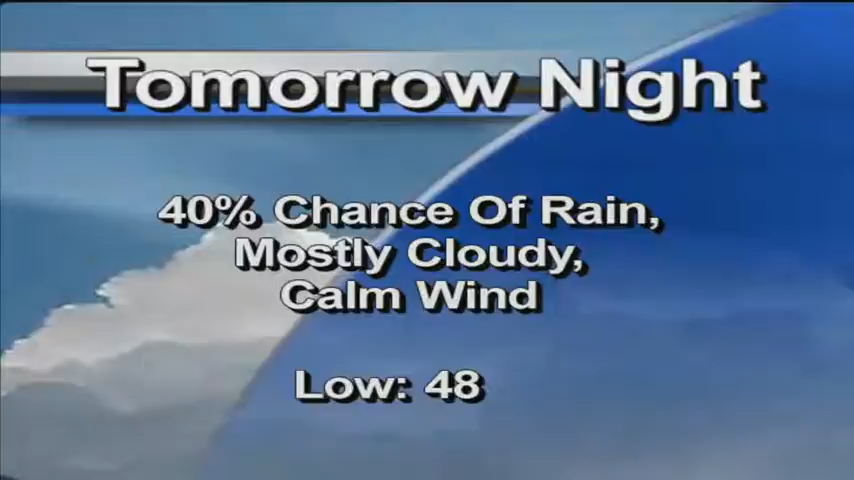 Tomorrow Night
40% Chance Of Rain,
Mostly Cloudy,
Calm Wind
Low: 48